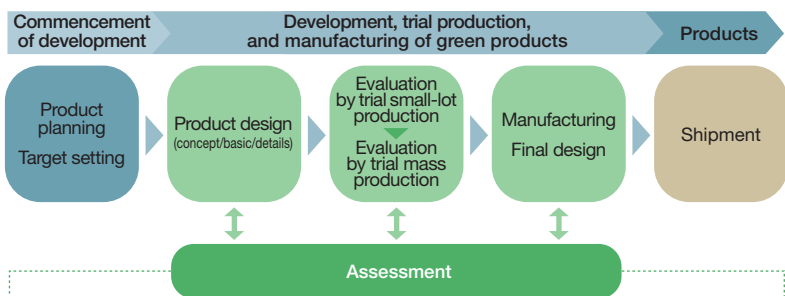 Commencement
of development
Development, trial production,
and manufacturing of green products
Products
Product
planning
Target setting
Product design
(concept/basic/details)
Evaluation
by trial small-lot
production
Evaluation
by trial mass
production
Manufacturing
Final design
Shipment
Assessment